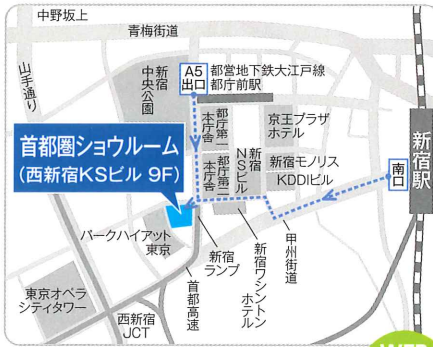 中野坂上
青梅街道
山手通り
新宿
中央公園
A5
出口
都営地下鉄大江戸線
都庁前駅
都庁第一
本庁舎
京王プラザ
ホテル
新宿駅
首都圏ショウルーム
(西新宿KSビル 9F)
都庁第二
本庁舎
新宿
NSビル
新宿モノリス
KDDIビル
南口
パークハイアット
東京
新宿
ランプ
首都高速
新宿
ワシントン
ホテル
甲州街道
東京オペラ
シティタワー
西新宿
JCT